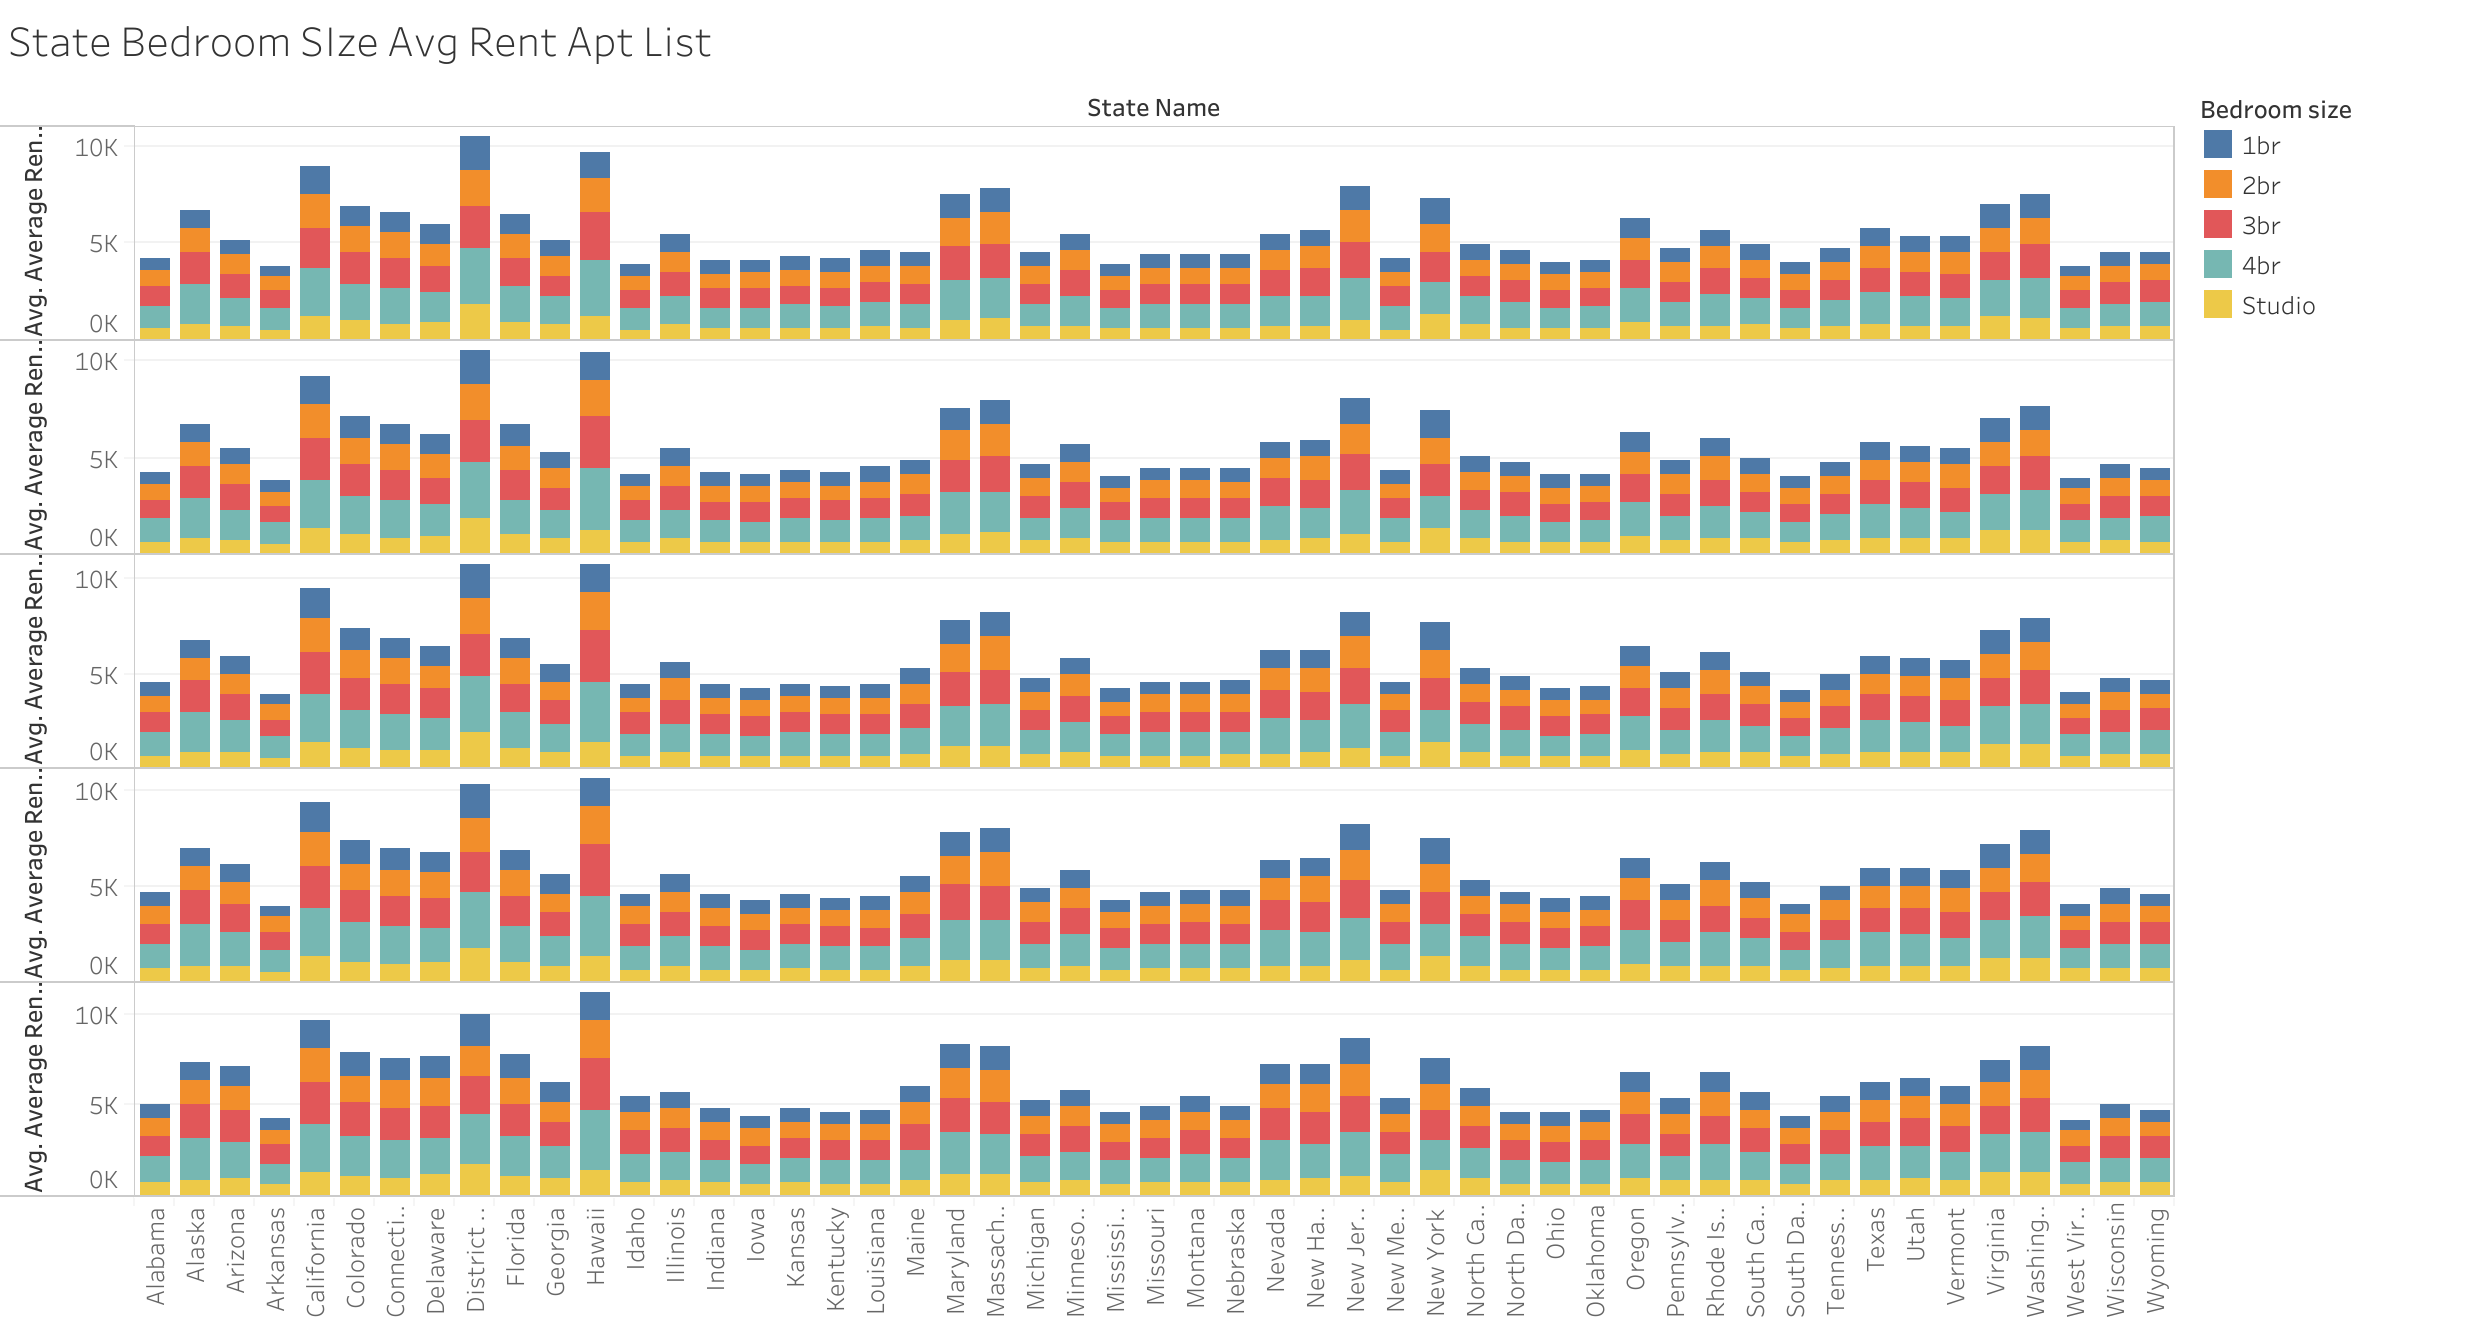 State Bedroom SIze Avg Rent Apt List
State Name
Bedroom size
1br
2br
3br
4br
Studio
Avg. Average Ren..
10K
5K
0K
Avg. Average Ren..
10K
5K
0K
Avg. Average Ren..
10K
5K
0K
Avg. Average Ren..
10K
5K
0K
Avg. Average Ren..
10K
5K
0K
Alabama
Alaska
Arizona
Arkansas
California
Colorado
Connecti..
Delaware
District ..
Florida
Georgia
Hawaii
Idaho
Illinois
Indiana
Iowa
Kansas
Kentucky
Louisiana
Maine
Maryland
Massach..
Michigan
Minneso..
Mississi..
Missouri
Montana
Nebraska
Nevada
New Ha..
New Jer..
New Me..
New York
North Ca..
North Da..
Ohio
Oklahoma
Oregon
Pennsylv..
Rhode Is..
South Ca..
South Da..
Tenness..
Texas
Utah
Vermont
Virginia
Washing..
West Vir..
Wisconsin
Wyoming